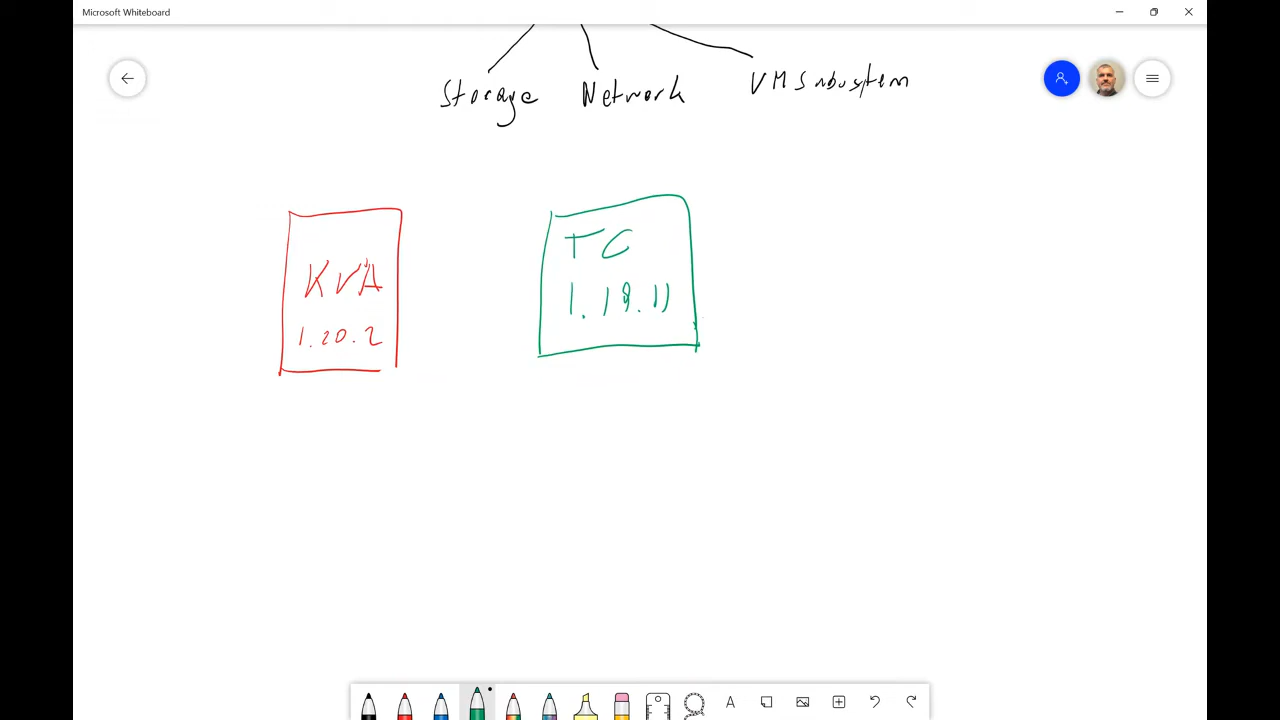 Microsoft Whiteboard
Storage Network VM Subsystem
KVA
1.20.2
TC
1.19.11
A